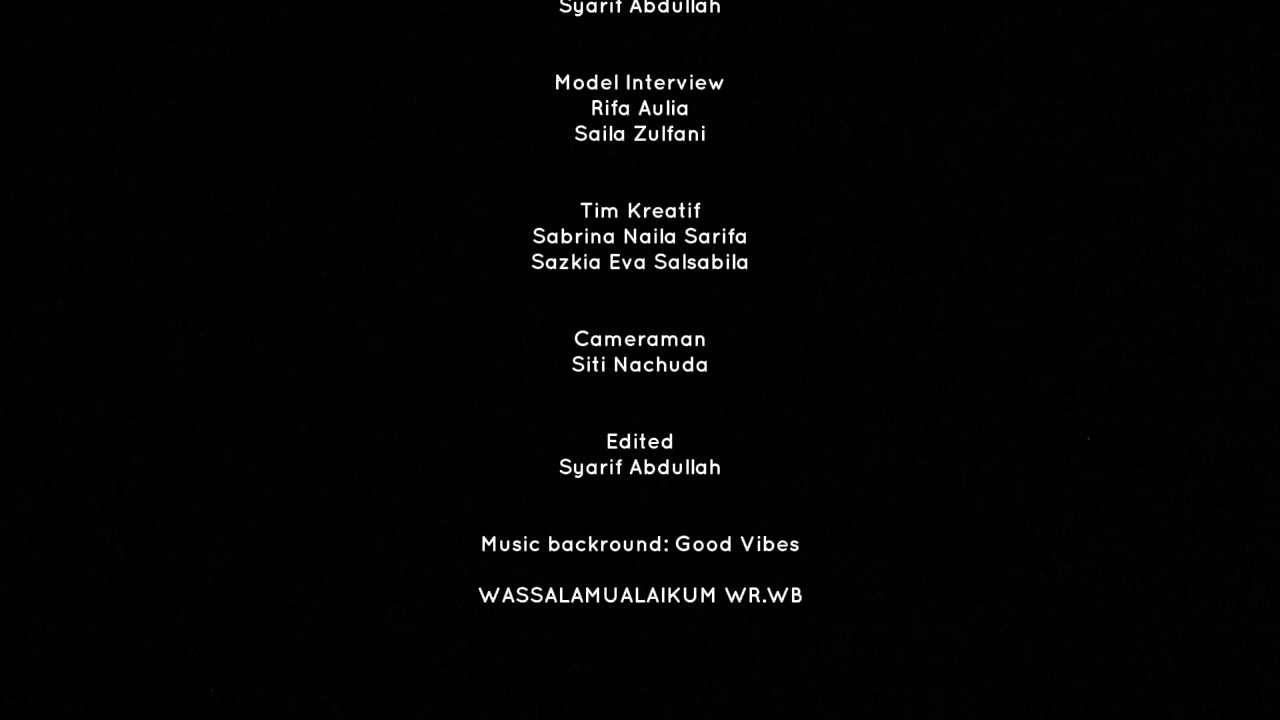 Syarif Abdullah
Model Interview
Rifa Aulia
Saila Zulfani
Tim Kreatif
Sabrina Naila Sarifa
Sazkia Eva Salsabila
Cameraman
Siti Nachuda
Edited
Syarif Abdullah
Music backround: Good Vibes
WASSALAMUALAIKUM WR.WB